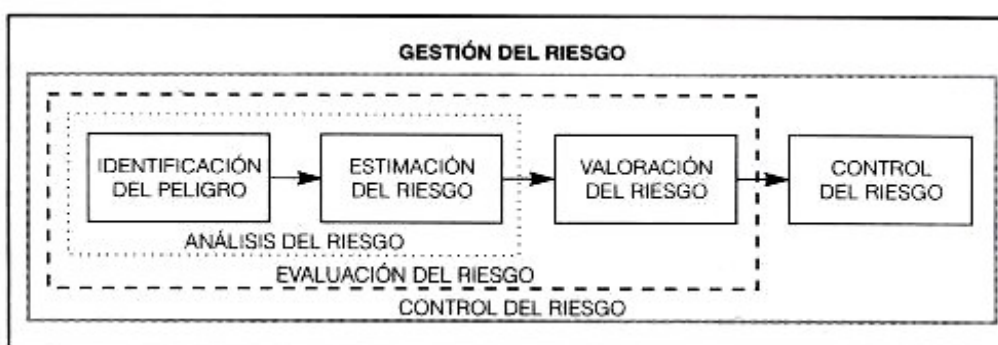 GESTIÓN DEL RIESGO
IDENTIFICACIÓN
DEL PELIGRO
ESTIMACIÓN
DEL RIESGO
VALORACIÓN
DEL RIESGO
CONTROL
DEL RIESGO
ANÁLISIS DEL RIESGO
EVALUACIÓN DEL RIESGO
CONTROL DEL RIESGO